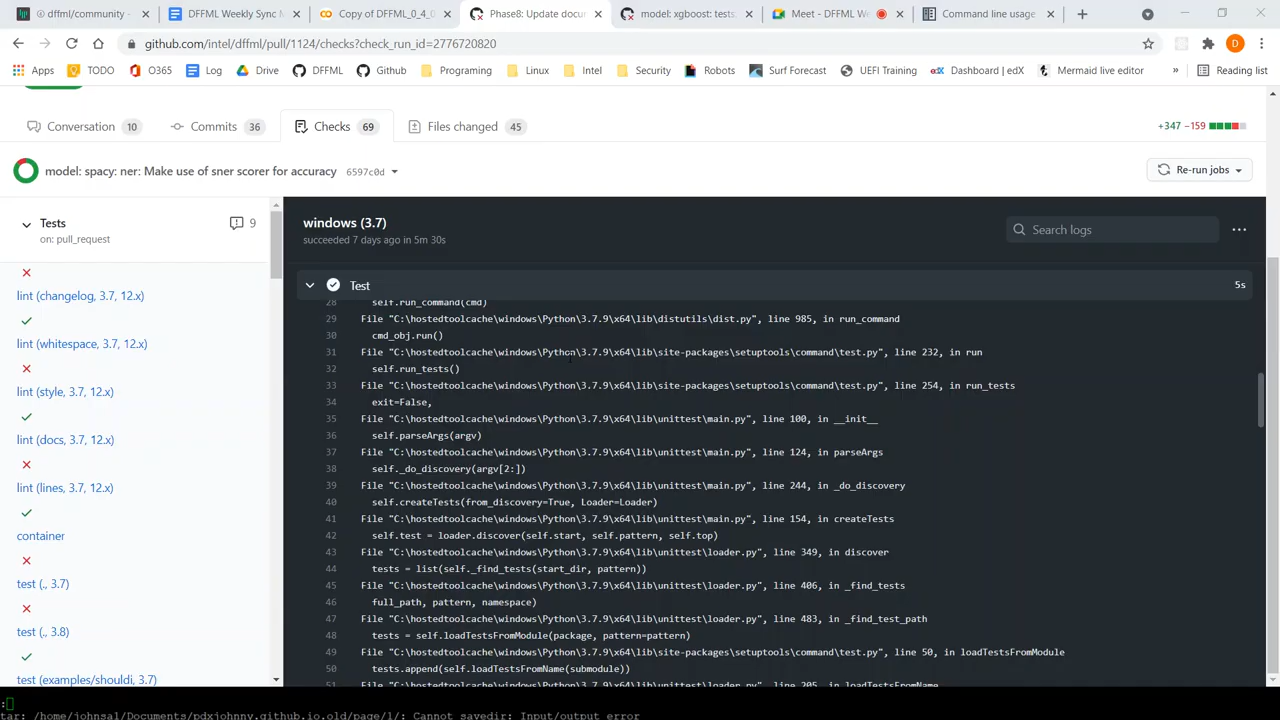 dffml/community ·
DFFML Weekly Sync M
Copy of DFFML_0_4_0
Phase8: Update docu
model: xgboost: tests
Meet - DFFML W
Command line usage
github.com/intel/dffml/pull/1124/checks?check_run_id=2776720820
D
Apps
TODO
O365
Log
Drive
DFFML
Github
Programing
Linux
Intel
Security
Robots
Surf Forecast
UEFI Training
Dashboard | edX
Mermaid live editor
»
Reading list
Conversation 10
Commits 36
Checks 69
Files changed 45
+347 −159
model: spacy: ner: Make use of sner scorer for accuracy 6597c0d
Re-run jobs
Tests
on: pull_request
9
lint (changelog, 3.7, 12.x)
lint (whitespace, 3.7, 12.x)
lint (style, 3.7, 12.x)
lint (docs, 3.7, 12.x)
lint (lines, 3.7, 12.x)
container
test (., 3.7)
test (., 3.8)
test (examples/shouldi, 3.7)
windows (3.7)
succeeded 7 days ago in 5m 30s
Search logs
Test
5s
28 self.run_command(cmd)
29 File "C:\hostedtoolcache\windows\Python\3.7.9\x64\lib\distutils\dist.py", line 985, in run_command
30 cmd_obj.run()
31 File "C:\hostedtoolcache\windows\Python\3.7.9\x64\lib\site-packages\setuptools\command\test.py", line 232, in run
32 self.run_tests()
33 File "C:\hostedtoolcache\windows\Python\3.7.9\x64\lib\site-packages\setuptools\command\test.py", line 254, in run_tests
34 exit=False,
35 File "C:\hostedtoolcache\windows\Python\3.7.9\x64\lib\unittest\main.py", line 100, in __init__
36 self.parseArgs(argv)
37 File "C:\hostedtoolcache\windows\Python\3.7.9\x64\lib\unittest\main.py", line 124, in parseArgs
38 self._do_discovery(argv[2:])
39 File "C:\hostedtoolcache\windows\Python\3.7.9\x64\lib\unittest\main.py", line 244, in _do_discovery
40 self.createTests(from_discovery=True, Loader=Loader)
41 File "C:\hostedtoolcache\windows\Python\3.7.9\x64\lib\unittest\main.py", line 154, in createTests
42 self.test = loader.discover(self.start, self.pattern, self.top)
43 File "C:\hostedtoolcache\windows\Python\3.7.9\x64\lib\unittest\loader.py", line 349, in discover
44 tests = list(self._find_tests(start_dir, pattern))
45 File "C:\hostedtoolcache\windows\Python\3.7.9\x64\lib\unittest\loader.py", line 406, in _find_tests
46 full_path, pattern, namespace)
47 File "C:\hostedtoolcache\windows\Python\3.7.9\x64\lib\unittest\loader.py", line 483, in _find_test_path
48 tests = self.loadTestsFromModule(package, pattern=pattern)
49 File "C:\hostedtoolcache\windows\Python\3.7.9\x64\lib\site-packages\setuptools\command\test.py", line 50, in loadTestsFromModule
50 tests.append(self.loadTestsFromName(submodule))
51 File "C:\hostedtoolcache\windows\Python\3.7.9\x64\lib\unittest\loader.py", line 205, in loadTestsFromName
:
tar: /home/johnsa1/Documents/pdxjohnny.github.io.old/page/1/: Cannot savedir: Input/output error